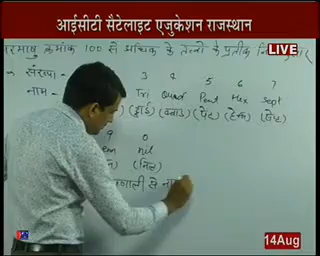 आईसीटी सैटेलाइट एजुकेशन राजस्थान
LIVE
परमाणु क्रमांक 100 से अधिक के तत्वों के प्रतीक
संख्या - 3 4 5 6 7
नाम - Tri Quad Pent Hex Sept
(ट्राई) (क्वाड) (पेंट) (हेक्स) (सेप्ट)
9 0
nil
(निल)
प्रणाली से
14Aug